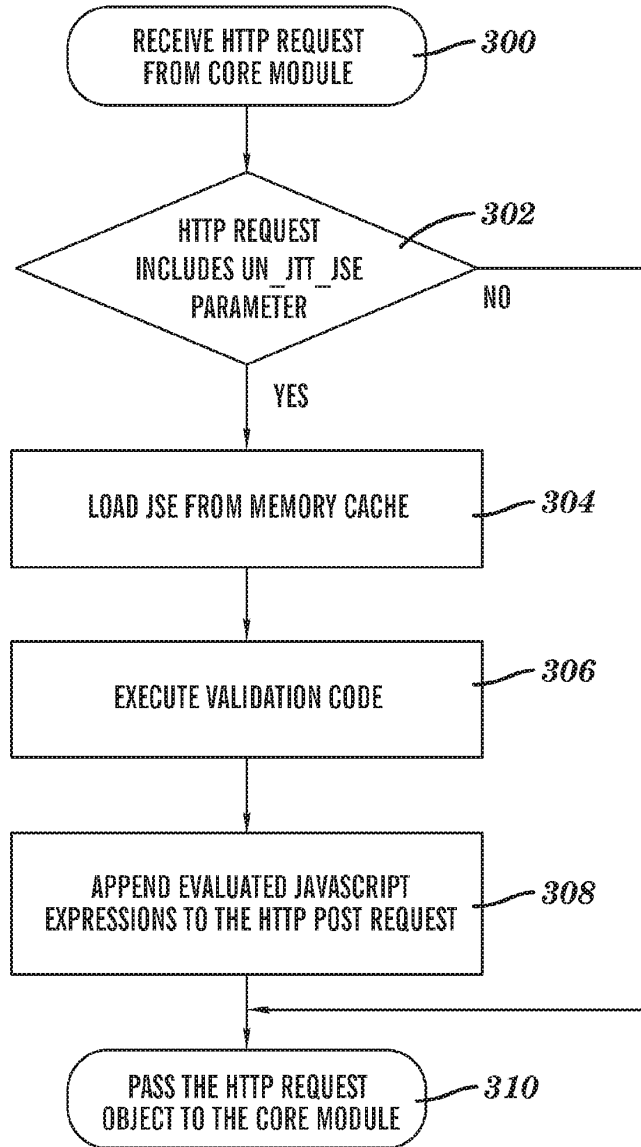 RECEIVE HTTP REQUEST
FROM CORE MODULE
300
HTTP REQUEST
INCLUDES UN_JTT_JSE
PARAMETER
302
NO
YES
LOAD JSE FROM MEMORY CACHE
304
EXECUTE VALIDATION CODE
306
APPEND EVALUATED JAVASCRIPT
EXPRESSIONS TO THE HTTP POST REQUEST
308
PASS THE HTTP REQUEST
OBJECT TO THE CORE MODULE
310